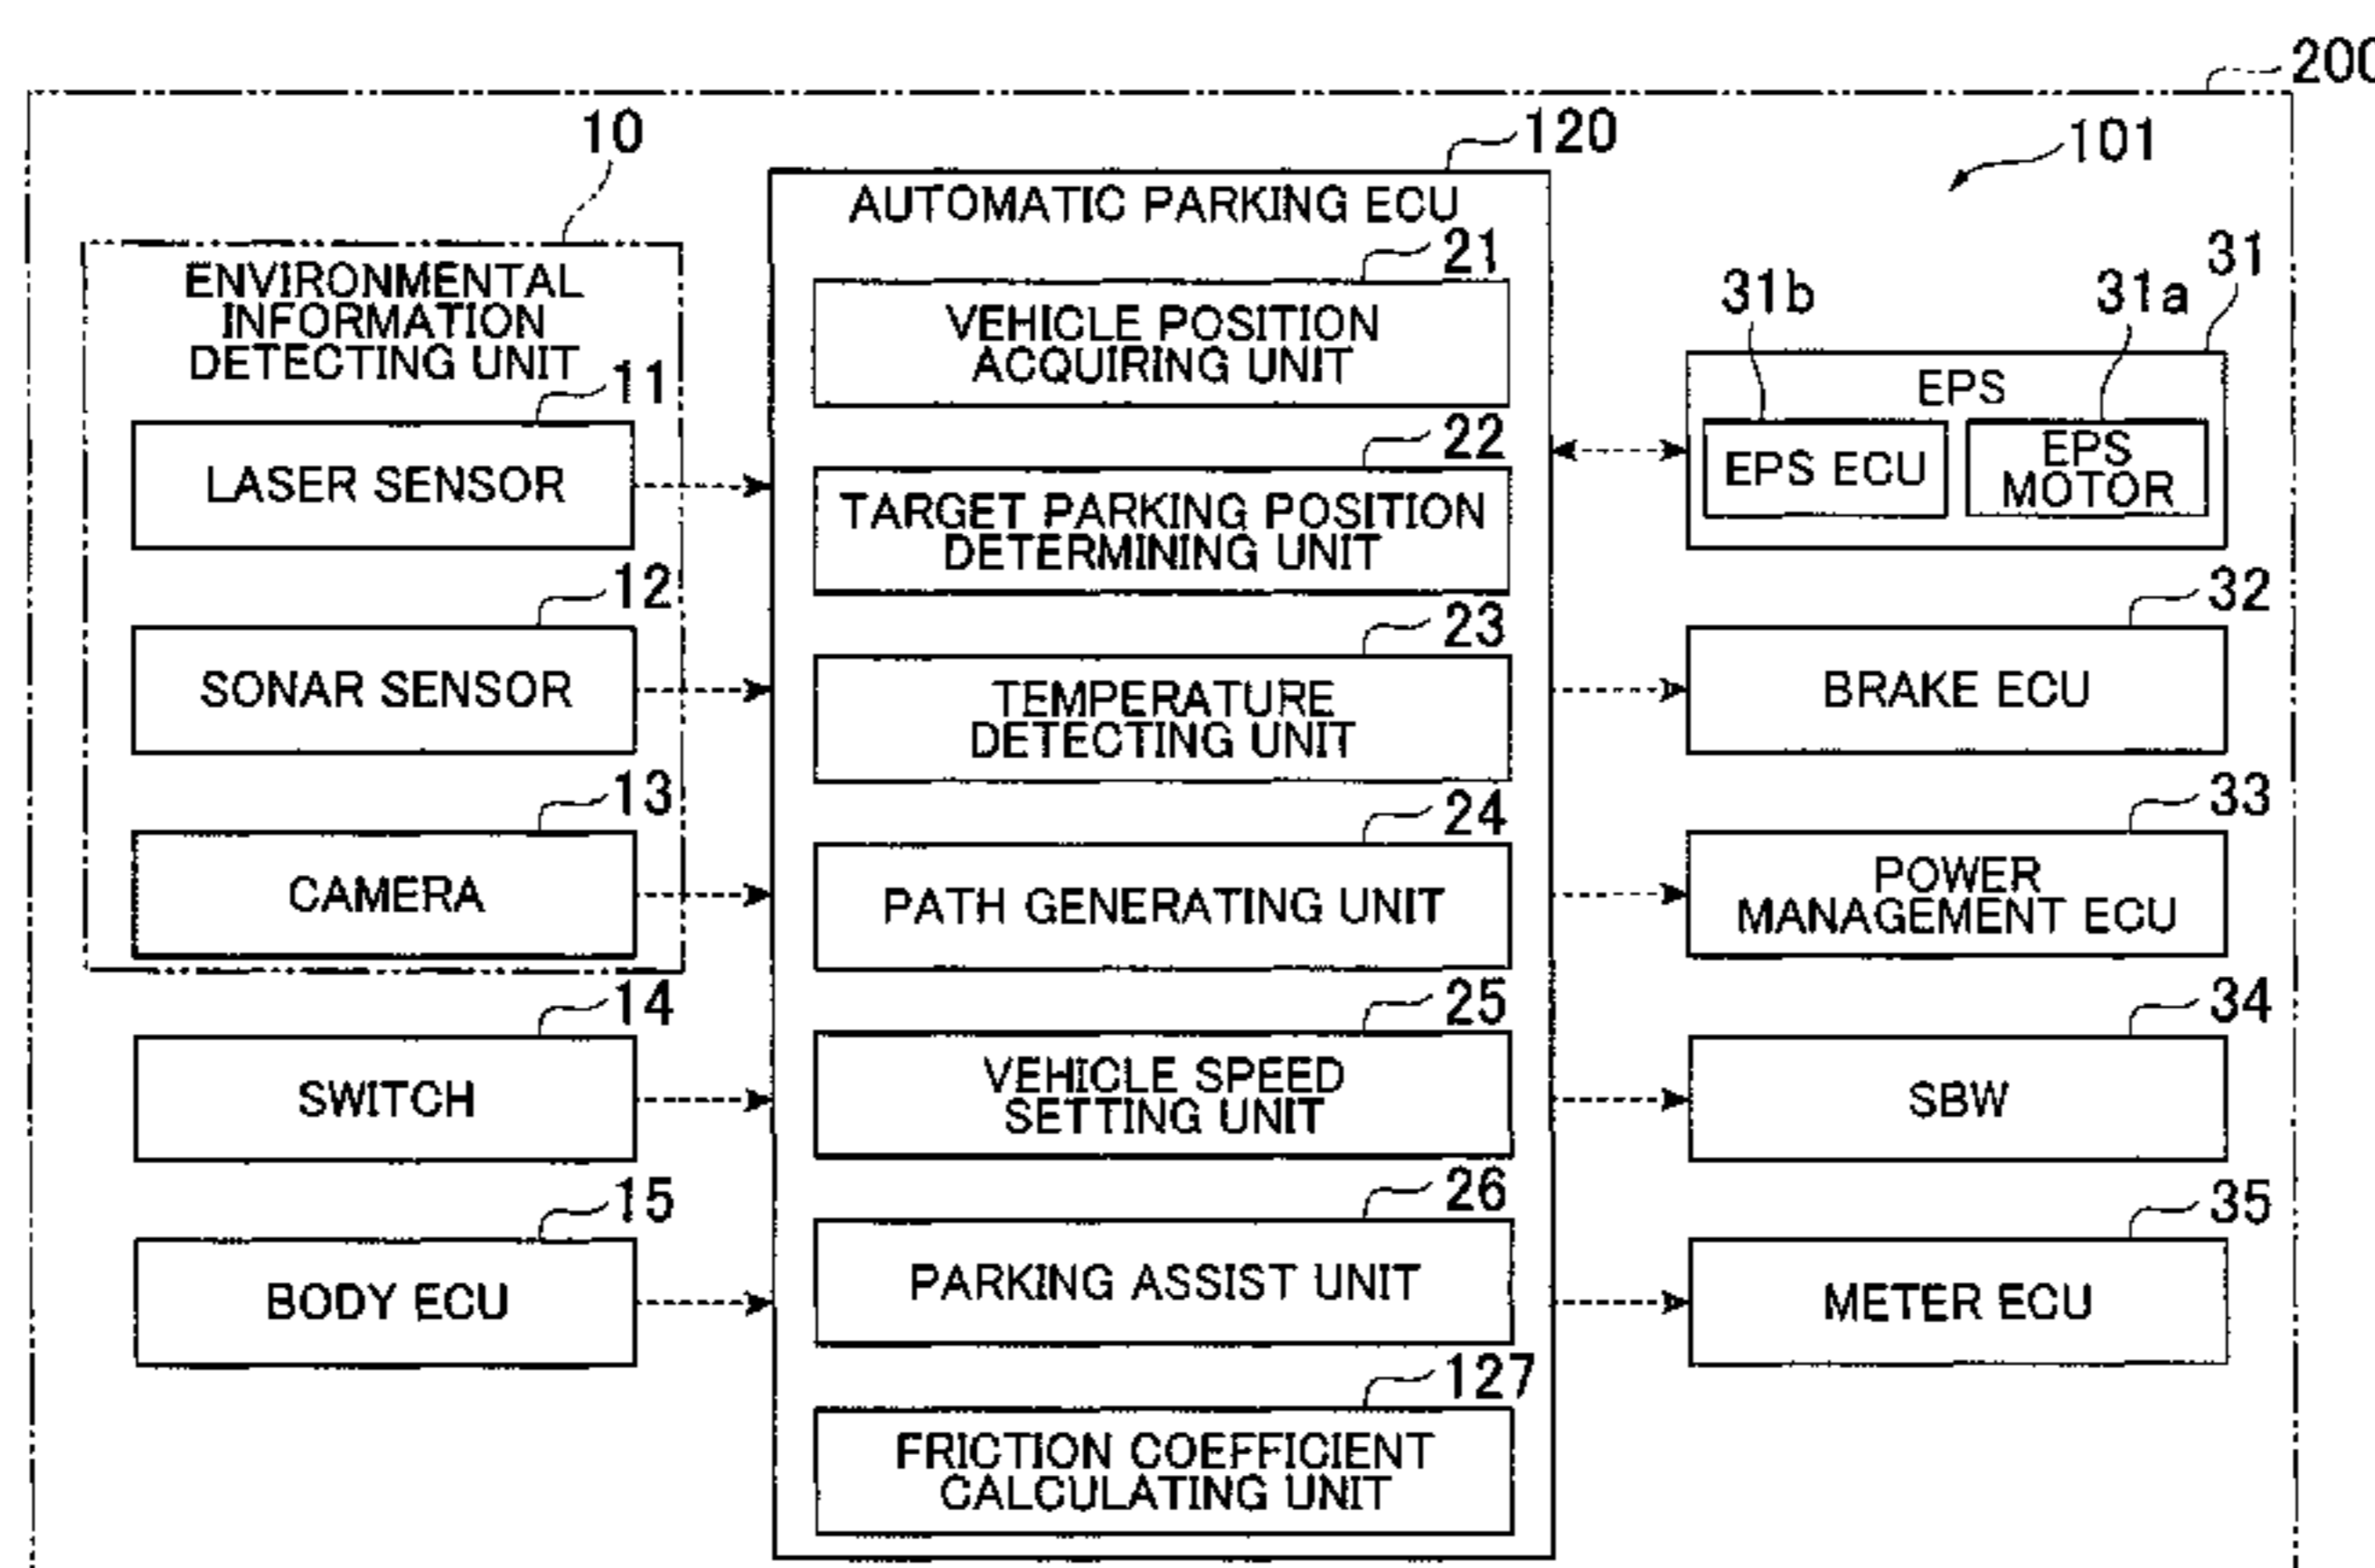 200
101
10
ENVIRONMENTAL
INFORMATION
DETECTING UNIT
11
LASER SENSOR
12
SONAR SENSOR
13
CAMERA
14
SWITCH
15
BODY ECU
120
AUTOMATIC PARKING ECU
21
VEHICLE POSITION
ACQUIRING UNIT
22
TARGET PARKING POSITION
DETERMINING UNIT
23
TEMPERATURE
DETECTING UNIT
24
PATH GENERATING UNIT
25
VEHICLE SPEED
SETTING UNIT
26
PARKING ASSIST UNIT
127
FRICTION COEFFICIENT
CALCULATING UNIT
31
EPS
31b
EPS ECU
31a
EPS
MOTOR
32
BRAKE ECU
33
POWER
MANAGEMENT ECU
34
SBW
35
METER ECU